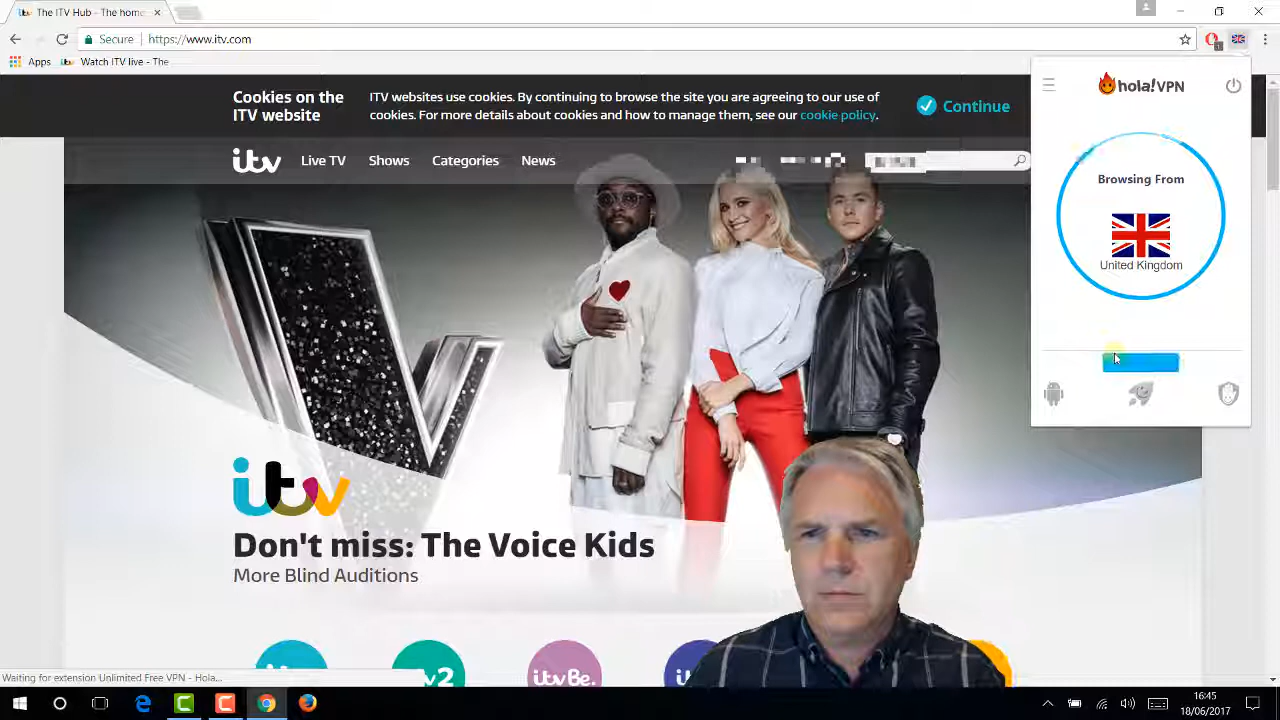 The ITV Hub - The home:
Secure
https://www.itv.com
Apps
Watch ITV live - The
hola!VPN
Cookies on the
ITV website
ITV websites use cookies. By continuing to browse the site you are agreeing to our use of
cookies. For more details about cookies and how to manage them, see our cookie policy.
Continue
itv
Live TV
Shows
Categories
News
Browsing From
United Kingdom
itv
Don't miss: The Voice Kids
More Blind Auditions
itvBe.
Waiting for extension Unlimited Free VPN - Hola...
16:45
18/06/2017